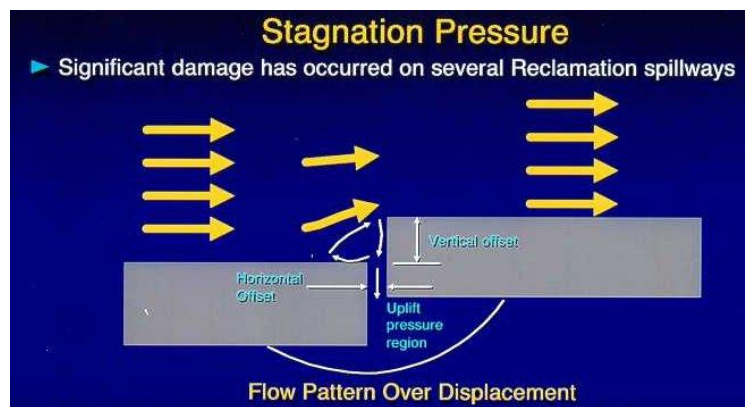 Stagnation Pressure
Significant damage has occurred on several Reclamation spillways
Vertical offset
Horizontal
Offset
Uplift
pressure
region
Flow Pattern Over Displacement